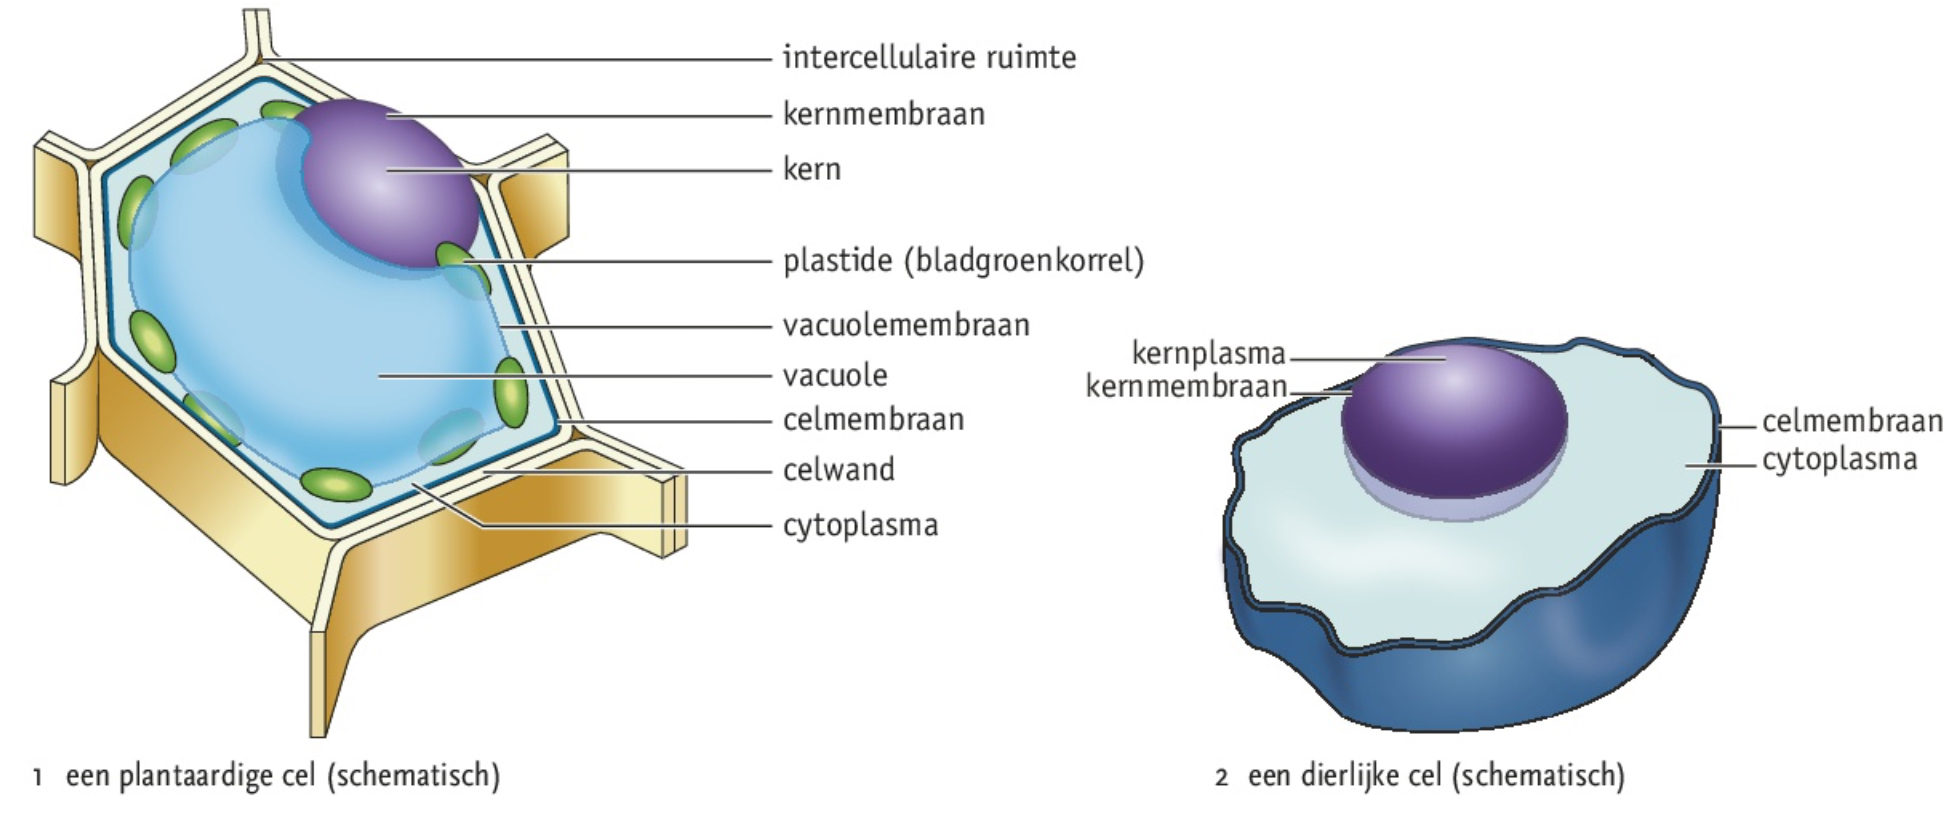 intercellulaire ruimte
kernmembraan
kern
plastide (bladgroenkorrel)
vacuolemembraan
vacuole
celmembraan
celwand
cytoplasma
1 een plantaardige cel (schematisch)
kernplasma
kernmembraan
celmembraan
cytoplasma
2 een dierlijke cel (schematisch)